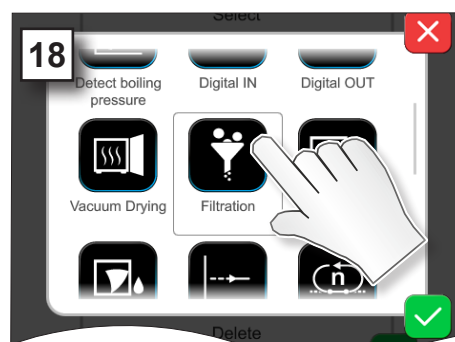 Select
18
Detect boiling
pressure
Digital IN
Digital OUT
Vacuum Drying
Filtration
n
Delete